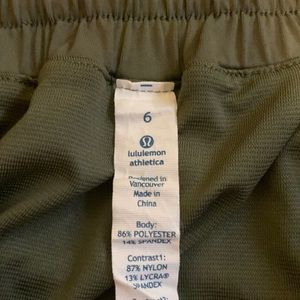 6
lululemon
athletica
Designed in
Vancouver
Made in
China
Body:
86% POLYESTER
14% SPANDEX
Contrast1:
87% NYLON
13% LYCRA®
SPANDEX